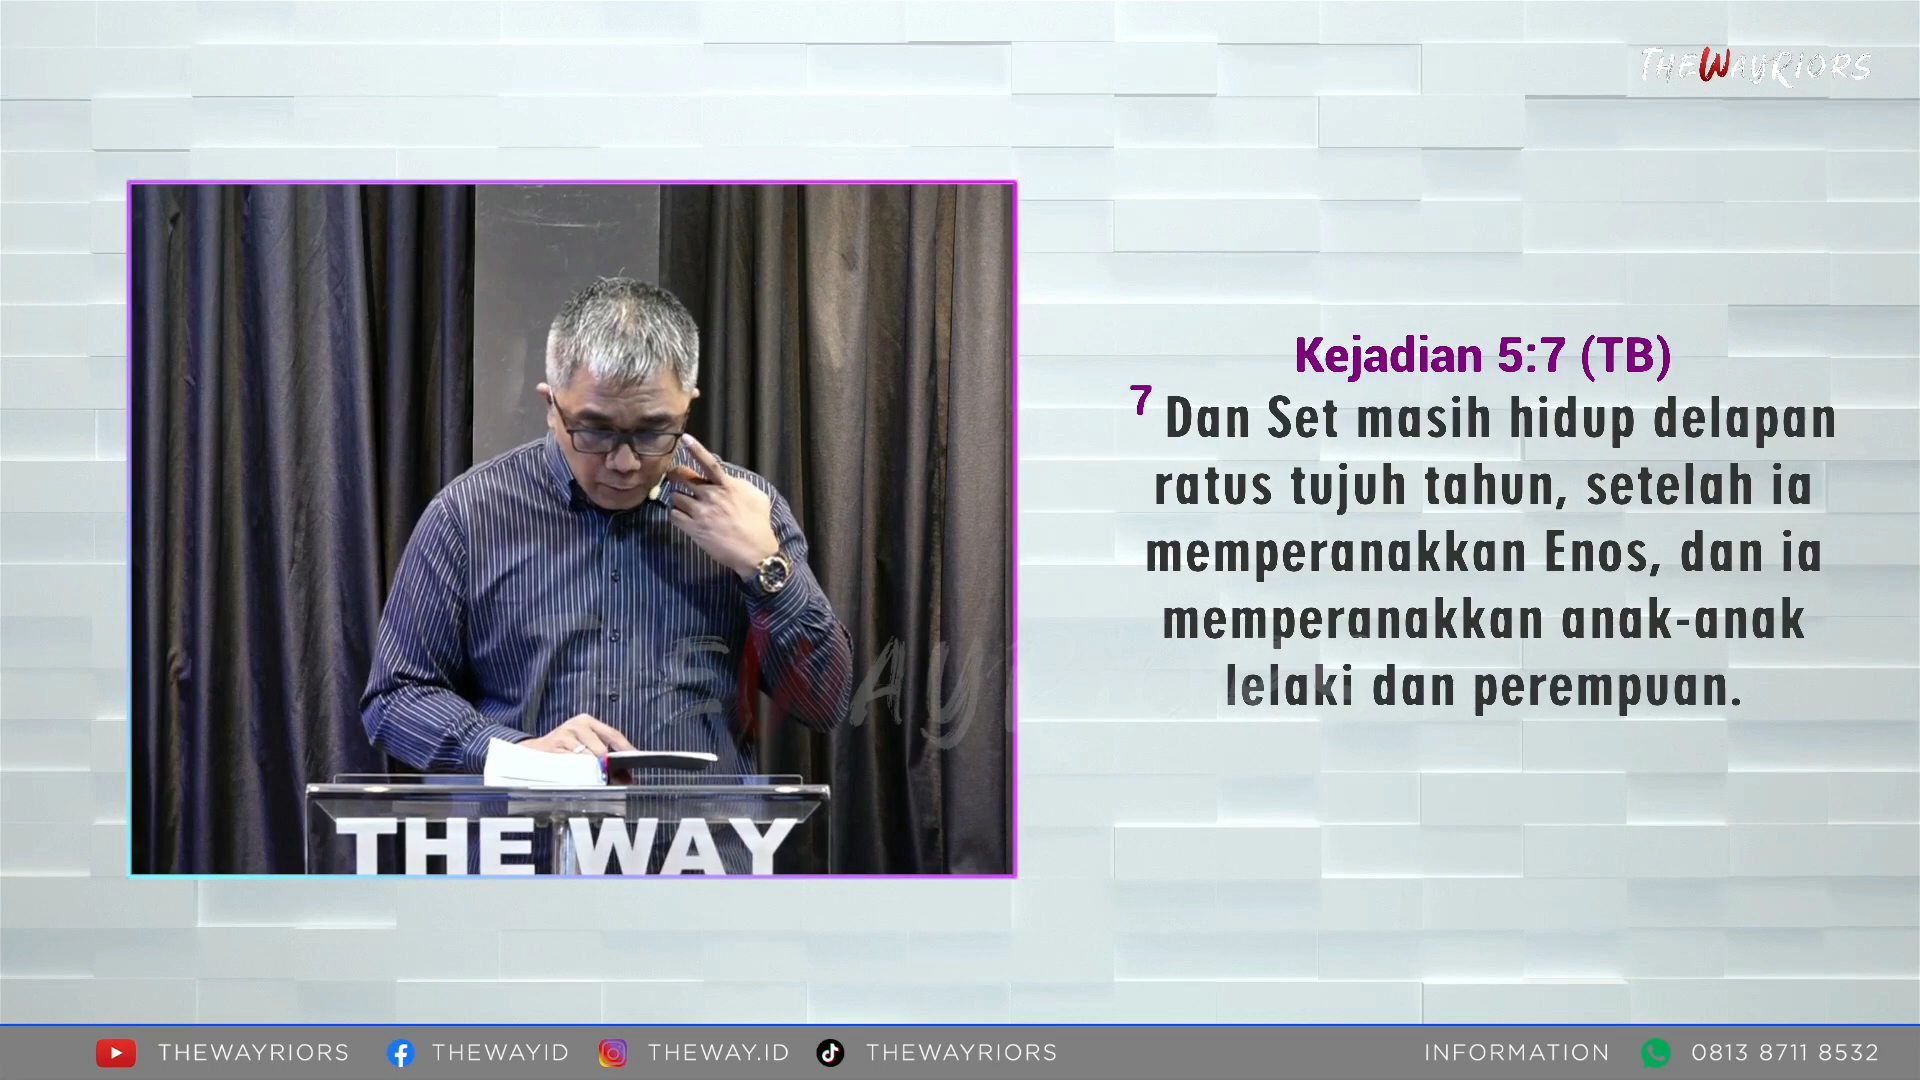 THEWAYRIORS
Kejadian 5:7 (TB)
7 Dan Set masih hidup delapan
ratus tujuh tahun, setelah ia
memperanakkan Enos, dan ia
memperanakkan anak-anak
lelaki dan perempuan.
THEWAY
THE WAY
THEWAYRIORS
THEWAYID
THEWAY.ID
THEWAYRIORS
INFORMATION
0813 8711 8532